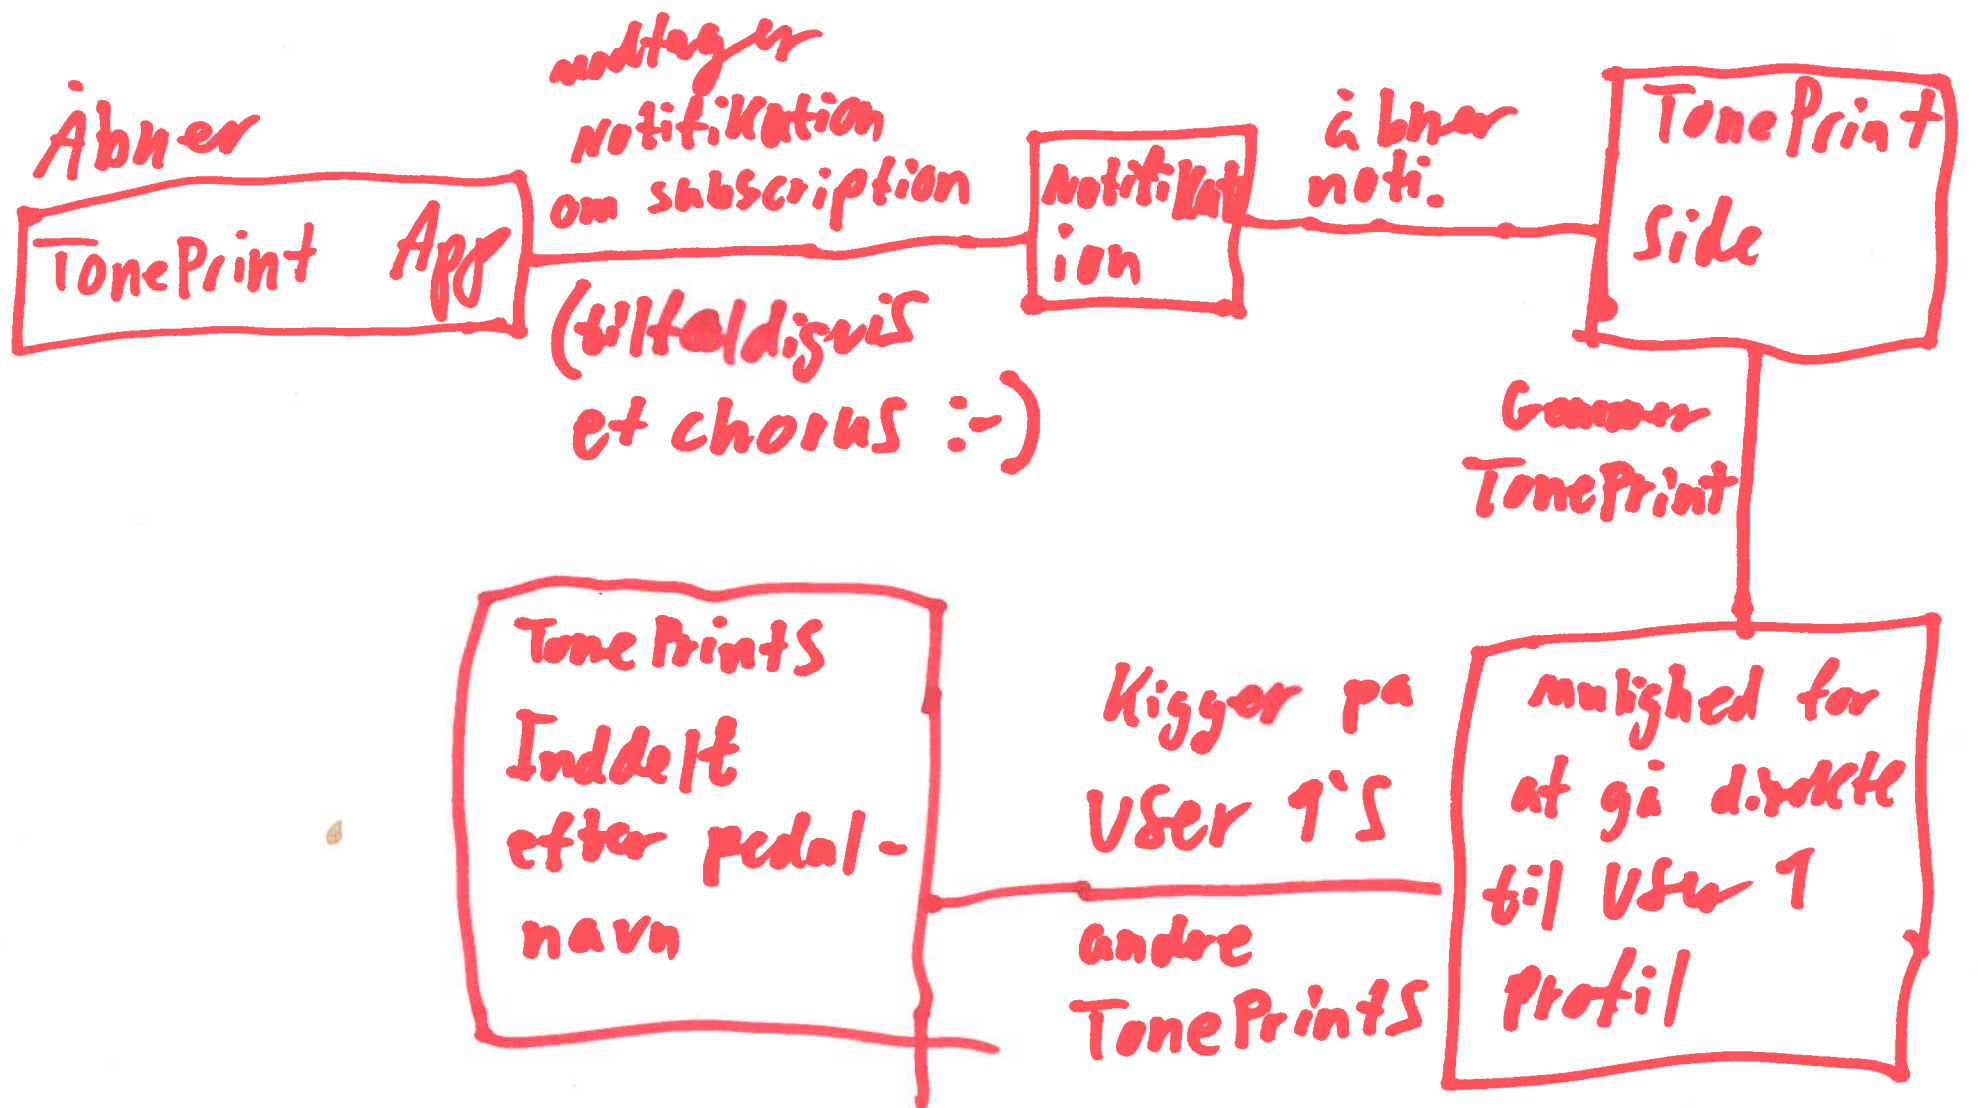 Åbner
TonePrint App
modtager
Notifikation
om subscription
(tilfældigvis
et chorus :-)
Notifikat
ion
åbner
noti.
TonePrint
Side
Gemmer
TonePrint
mulighed for
at gå direkte
til User 1
profil
Kigger på
User 1's
andre
TonePrints
TonePrints
Inddelt
efter pedal-
navn